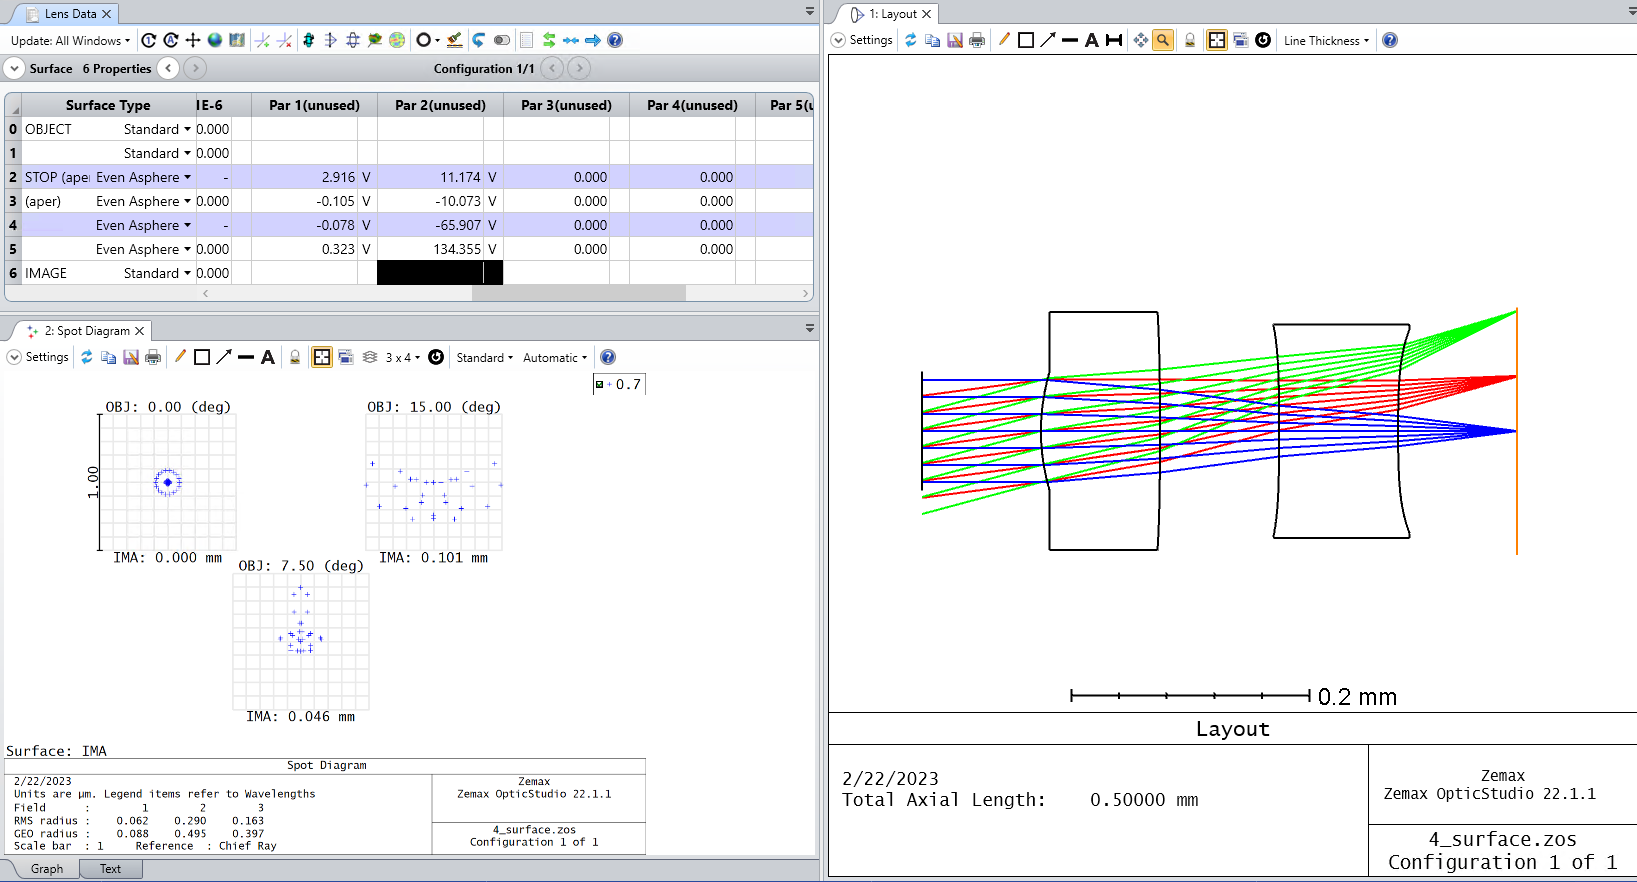 Lens Data
Update: All Windows
Surface 6 Properties
Configuration 1/1
Surface Type IE-6 Par 1(unused) Par 2(unused) Par 3(unused) Par 4(unused) Par 5(u
0 OBJECT Standard 0.000
1 Standard 0.000
2 STOP (aper Even Asphere - 2.916 V 11.174 V 0.000 0.000
3 (aper) Even Asphere 0.000 -0.105 V -10.073 V 0.000 0.000
4 Even Asphere - -0.078 V -65.907 V 0.000 0.000
5 Even Asphere 0.000 0.323 V 134.355 V 0.000 0.000
6 IMAGE Standard 0.000
2: Spot Diagram
Settings
3 x 4
Standard
Automatic
+ 0.7
OBJ: 0.00 (deg)
OBJ: 15.00 (deg)
1.00
IMA: 0.000 mm
IMA: 0.101 mm
OBJ: 7.50 (deg)
IMA: 0.046 mm
Surface: IMA
Spot Diagram
2/22/2023
Units are µm. Legend items refer to Wavelengths
Field : 1 2 3
RMS radius : 0.062 0.290 0.163
GEO radius : 0.088 0.495 0.397
Scale bar : 1 Reference : Chief Ray
Zemax
Zemax OpticStudio 22.1.1
4_surface.zos
Configuration 1 of 1
Graph
Text
1: Layout
Settings
A
Line Thickness
0.2 mm
Layout
2/22/2023
Total Axial Length: 0.50000 mm
Zemax
Zemax OpticStudio 22.1.1
4_surface.zos
Configuration 1 of 1